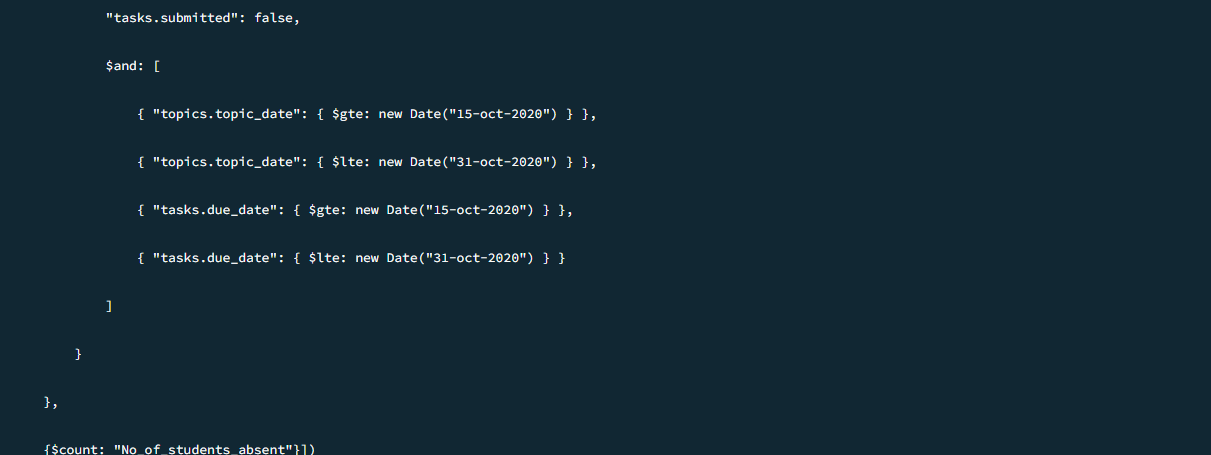 "tasks.submitted": false,
$and: [
{ "topics.topic_date": { $gte: new Date("15-oct-2020") } },
{ "topics.topic_date": { $lte: new Date("31-oct-2020") } },
{ "tasks.due_date": { $gte: new Date("15-oct-2020") } },
{ "tasks.due_date": { $lte: new Date("31-oct-2020") } }
]
}
},
{$count: "No_of_students_absent"}])